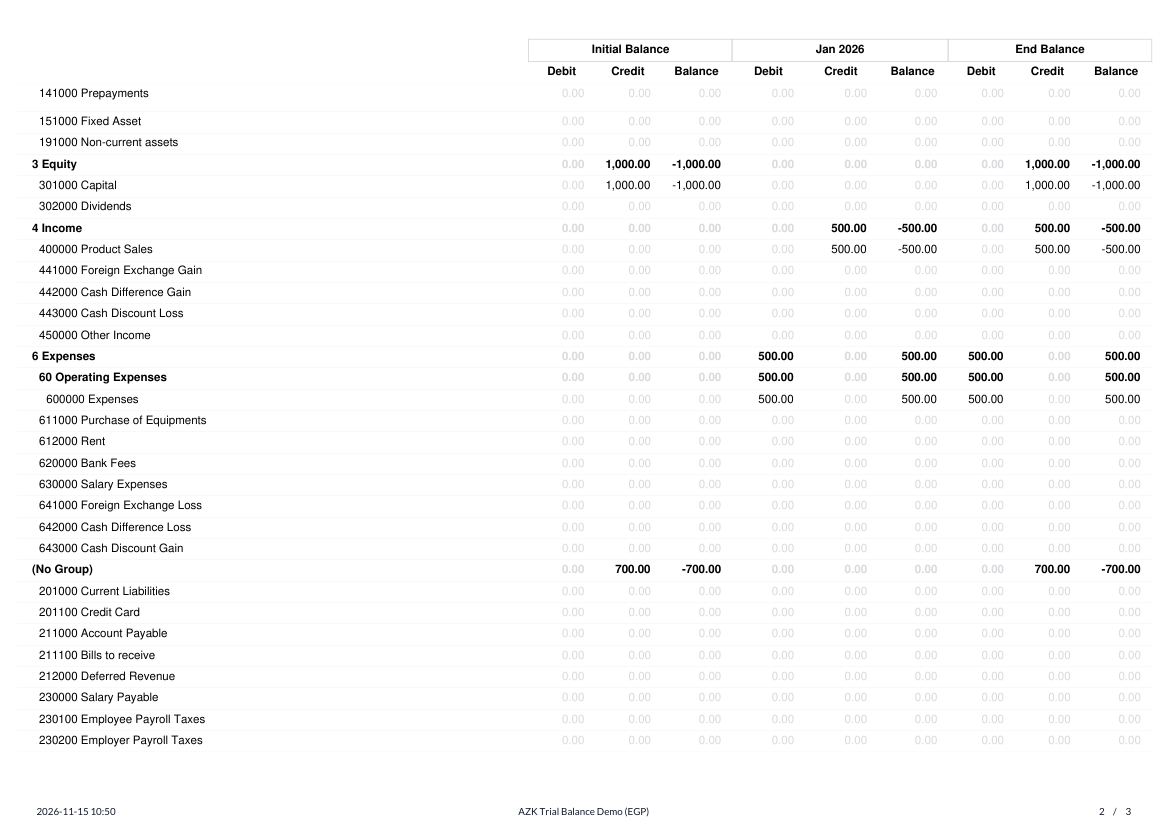 Initial Balance Jan 2026 End Balance
Debit Credit Balance Debit Credit Balance Debit Credit Balance
141000 Prepayments 0.00 0.00 0.00 0.00 0.00 0.00 0.00 0.00 0.00
151000 Fixed Asset 0.00 0.00 0.00 0.00 0.00 0.00 0.00 0.00 0.00
191000 Non-current assets 0.00 0.00 0.00 0.00 0.00 0.00 0.00 0.00 0.00
3 Equity 0.00 1,000.00 -1,000.00 0.00 0.00 0.00 0.00 1,000.00 -1,000.00
301000 Capital 0.00 1,000.00 -1,000.00 0.00 0.00 0.00 0.00 1,000.00 -1,000.00
302000 Dividends 0.00 0.00 0.00 0.00 0.00 0.00 0.00 0.00 0.00
4 Income 0.00 0.00 0.00 0.00 500.00 -500.00 0.00 500.00 -500.00
400000 Product Sales 0.00 0.00 0.00 0.00 500.00 -500.00 0.00 500.00 -500.00
441000 Foreign Exchange Gain 0.00 0.00 0.00 0.00 0.00 0.00 0.00 0.00 0.00
442000 Cash Difference Gain 0.00 0.00 0.00 0.00 0.00 0.00 0.00 0.00 0.00
443000 Cash Discount Loss 0.00 0.00 0.00 0.00 0.00 0.00 0.00 0.00 0.00
450000 Other Income 0.00 0.00 0.00 0.00 0.00 0.00 0.00 0.00 0.00
6 Expenses 0.00 0.00 0.00 500.00 0.00 500.00 500.00 0.00 500.00
60 Operating Expenses 0.00 0.00 0.00 500.00 0.00 500.00 500.00 0.00 500.00
600000 Expenses 0.00 0.00 0.00 500.00 0.00 500.00 500.00 0.00 500.00
611000 Purchase of Equipments 0.00 0.00 0.00 0.00 0.00 0.00 0.00 0.00 0.00
612000 Rent 0.00 0.00 0.00 0.00 0.00 0.00 0.00 0.00 0.00
620000 Bank Fees 0.00 0.00 0.00 0.00 0.00 0.00 0.00 0.00 0.00
630000 Salary Expenses 0.00 0.00 0.00 0.00 0.00 0.00 0.00 0.00 0.00
641000 Foreign Exchange Loss 0.00 0.00 0.00 0.00 0.00 0.00 0.00 0.00 0.00
642000 Cash Difference Loss 0.00 0.00 0.00 0.00 0.00 0.00 0.00 0.00 0.00
643000 Cash Discount Gain 0.00 0.00 0.00 0.00 0.00 0.00 0.00 0.00 0.00
(No Group) 0.00 700.00 -700.00 0.00 0.00 0.00 0.00 700.00 -700.00
201000 Current Liabilities 0.00 0.00 0.00 0.00 0.00 0.00 0.00 0.00 0.00
201100 Credit Card 0.00 0.00 0.00 0.00 0.00 0.00 0.00 0.00 0.00
211000 Account Payable 0.00 0.00 0.00 0.00 0.00 0.00 0.00 0.00 0.00
211100 Bills to receive 0.00 0.00 0.00 0.00 0.00 0.00 0.00 0.00 0.00
212000 Deferred Revenue 0.00 0.00 0.00 0.00 0.00 0.00 0.00 0.00 0.00
230000 Salary Payable 0.00 0.00 0.00 0.00 0.00 0.00 0.00 0.00 0.00
230100 Employee Payroll Taxes 0.00 0.00 0.00 0.00 0.00 0.00 0.00 0.00 0.00
230200 Employer Payroll Taxes 0.00 0.00 0.00 0.00 0.00 0.00 0.00 0.00 0.00
2026-11-15 10:50 AZK Trial Balance Demo (EGP) 2 / 3